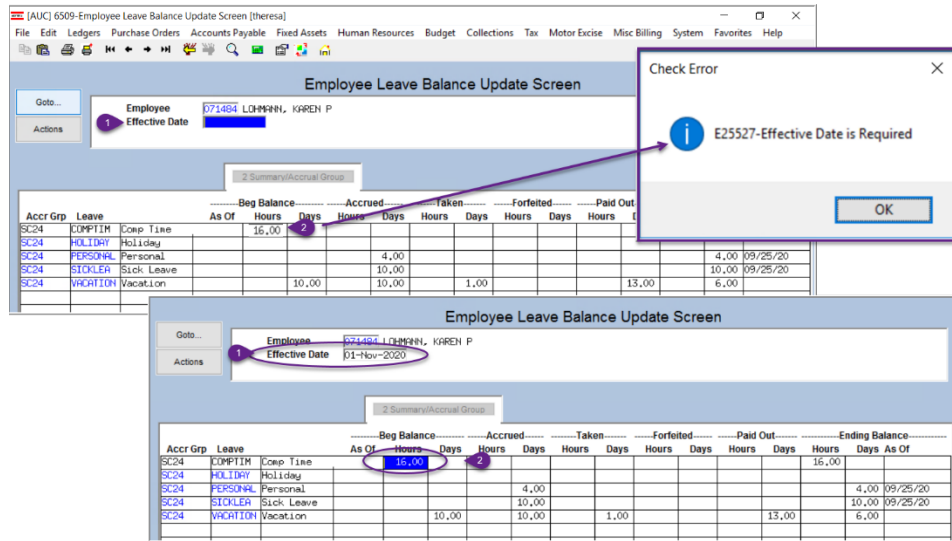 [AUC] 6509-Employee Leave Balance Update Screen [theresa]
File Edit Ledgers Purchase Orders Accounts Payable Fixed Assets Human Resources Budget Collections Tax Motor Excise Misc Billing System Favorites Help
Employee Leave Balance Update Screen
Goto...
Actions
Employee 071484 LOHMANN, KAREN P
1 Effective Date
2 Summary/Accrual Group
Beg Balance Accrued Taken Forfeited Paid Out
Accr Grp Leave As Of Hours Days Hours Days Hours Days Hours Days Hours
SC24 COMPTIM Comp Time 16.00 2
SC24 HOLIDAY Holiday
SC24 PERSONAL Personal 4.00 4.00 09/25/20
SC24 SICKLEA Sick Leave 10.00 10.00 09/25/20
SC24 VACATION Vacation 10.00 10.00 1.00 13.00 6.00
Check Error
E25527-Effective Date is Required
OK
Employee Leave Balance Update Screen
Goto...
Actions
Employee 071484 LOHMANN, KAREN P
1 Effective Date 01-Nov-2020
2 Summary/Accrual Group
Beg Balance Accrued Taken Forfeited Paid Out Ending Balance
Accr Grp Leave As Of Hours Days Hours Days Hours Days Hours Days Hours Days Hours Days As Of
SC24 COMPTIM Comp Time 16.00 2 16.00
SC24 HOLIDAY Holiday
SC24 PERSONAL Personal 4.00 4.00 09/25/20
SC24 SICKLEA Sick Leave 10.00 10.00 09/25/20
SC24 VACATION Vacation 10.00 10.00 1.00 13.00 6.00